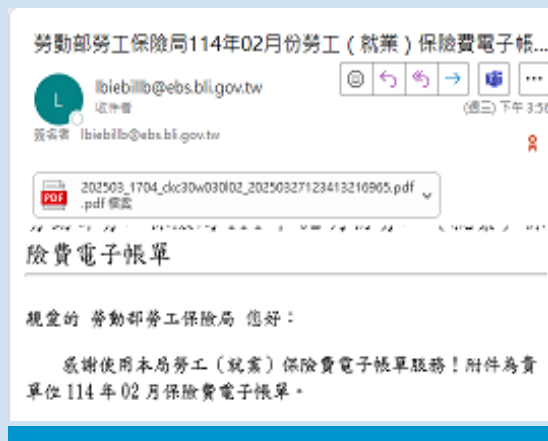 勞動部勞工保險局114年02月份勞工（就業）保險費電子帳...
L
lbiebillb@ebs.bli.gov.tw
收件者
(週三) 下午 3:56
簽名者 lbiebillb@ebs.bli.gov.tw
PDF
202503_1704_ckc30w030l02_20250327123413216965.pdf
.pdf 檔案
險費電子帳單
親愛的 勞動部勞工保險局 您好：
感謝使用本局勞工（就業）保險費電子帳單服務！附件為貴
單位 114 年 02 月保險費電子帳單。